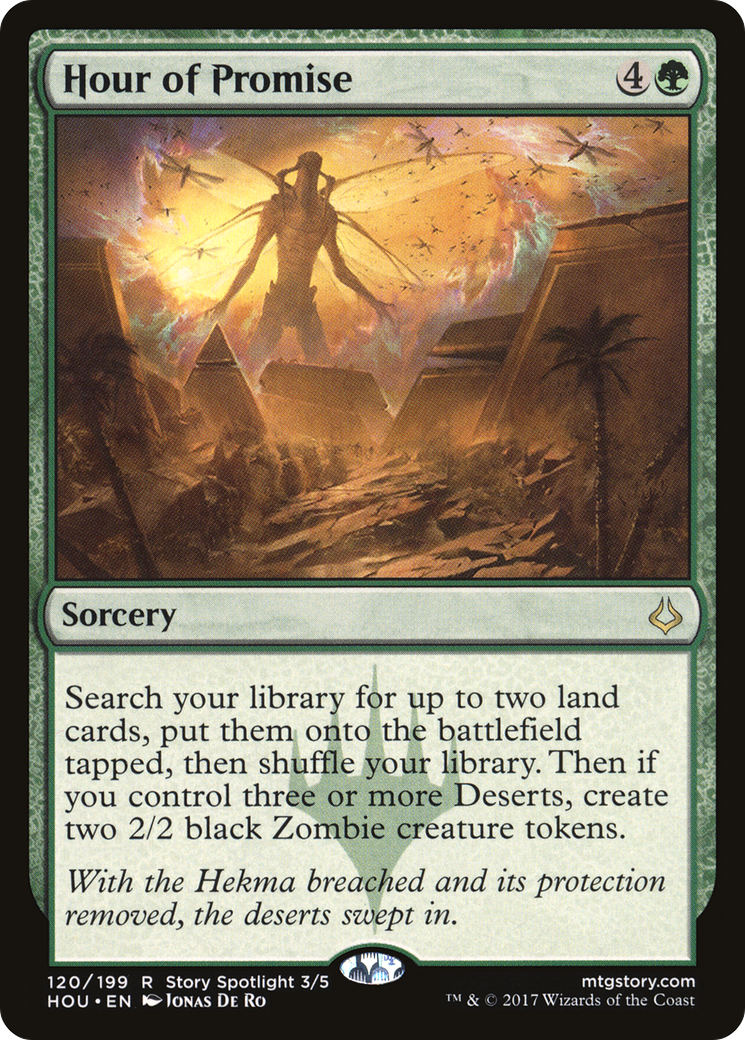 Hour of Promise 4
Sorcery
Search your library for up to two land
cards, put them onto the battlefield
tapped, then shuffle your library. Then if
you control three or more Deserts, create
two 2/2 black Zombie creature tokens.
With the Hekma breached and its protection
removed, the deserts swept in.
120/199 R Story Spotlight 3/5
HOU • EN Jonas De Ro
mtgstory.com
™ & © 2017 Wizards of the Coast